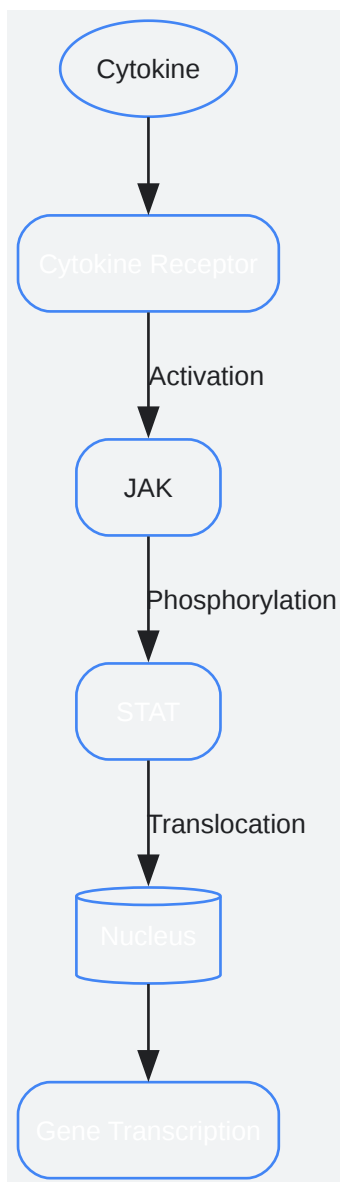 Cytokine
Cytokine Receptor
Activation
JAK
Phosphorylation
STAT
Translocation
Nucleus
Gene Transcription